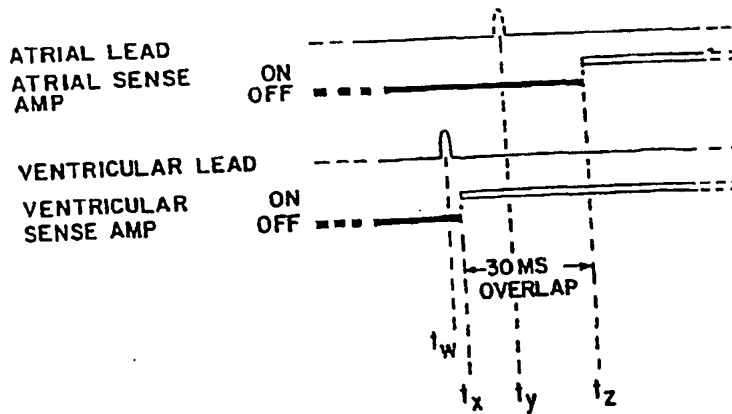 ATRIAL LEAD
ATRIAL SENSE AMP
ON
OFF
VENTRICULAR LEAD
VENTRICULAR SENSE AMP
ON
OFF
30 MS
OVERLAP
tw
tx
ty
tz